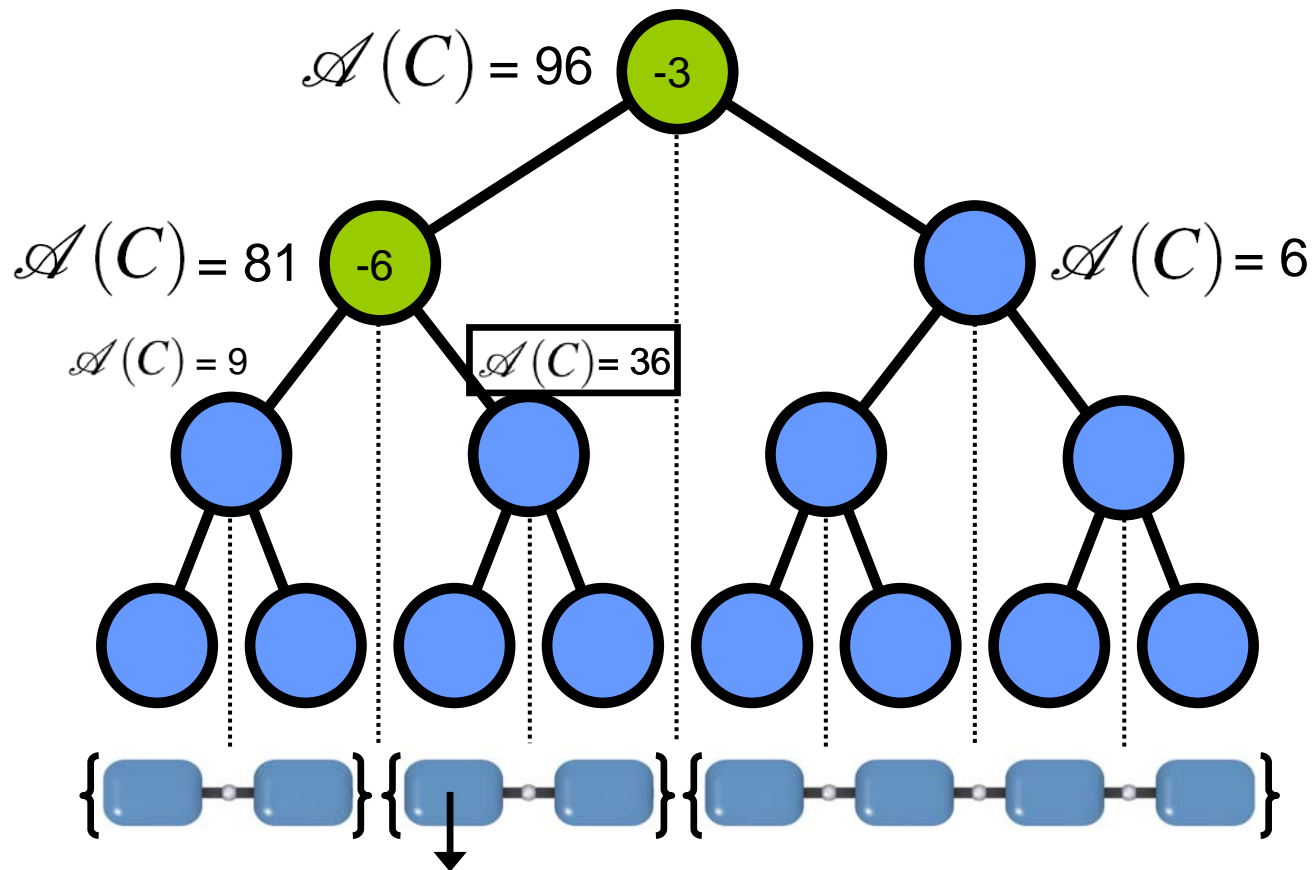 𝒜(C) = 96
-3
𝒜(C) = 81
-6
𝒜(C) = 6
𝒜(C) = 9
𝒜(C) = 36
{ } { } { }